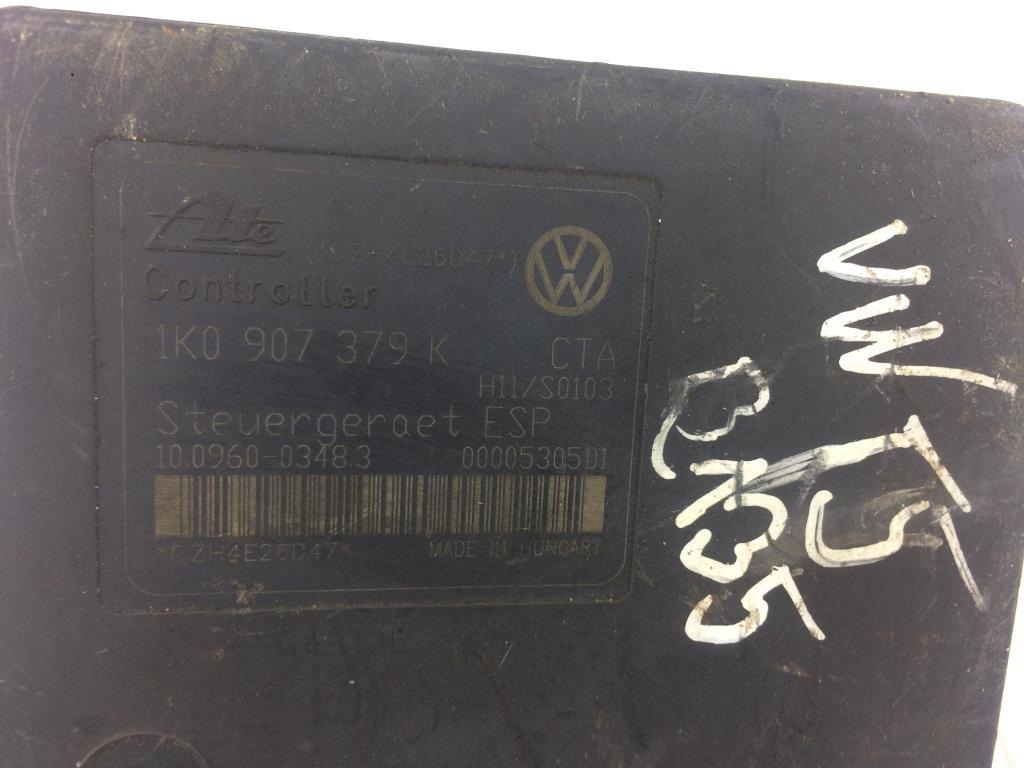 Ate (*CZH4E26D47*)
Controller
1K0 907 379 K CTA
H11/S0103
Steuergeraet ESP
10.0960-0348.3 00005305D1
*CZH4E26D47* MADE IN HUNGARY
VW T5